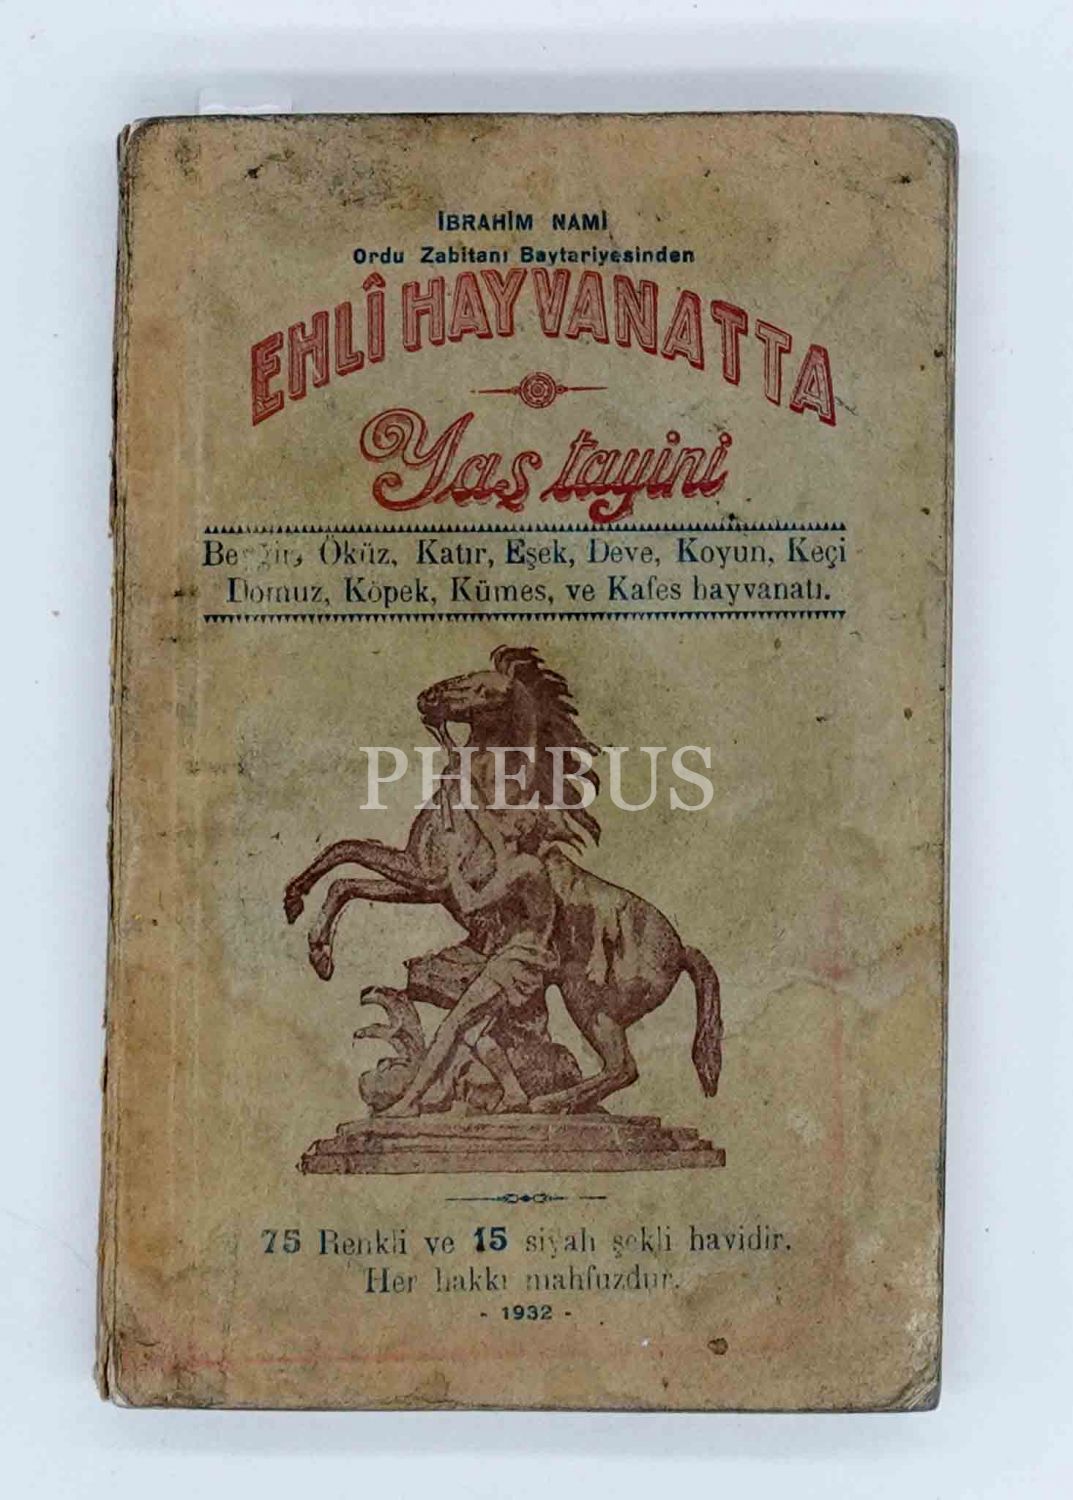 İBRAHİM NAMİ
Ordu Zabitanı Baytariyesinden
EHLÎ HAYVANATTA
Yaş tayini
Öküz, Katır, Eşek, Deve, Koyun, Keçi
Domuz, Köpek, Kümes, ve Kafes hayvanatı.
PHEBUS
75 Renkli ve 15 siyah şekli havidir.
Her hakkı mahfuzdur.
- 1932 -